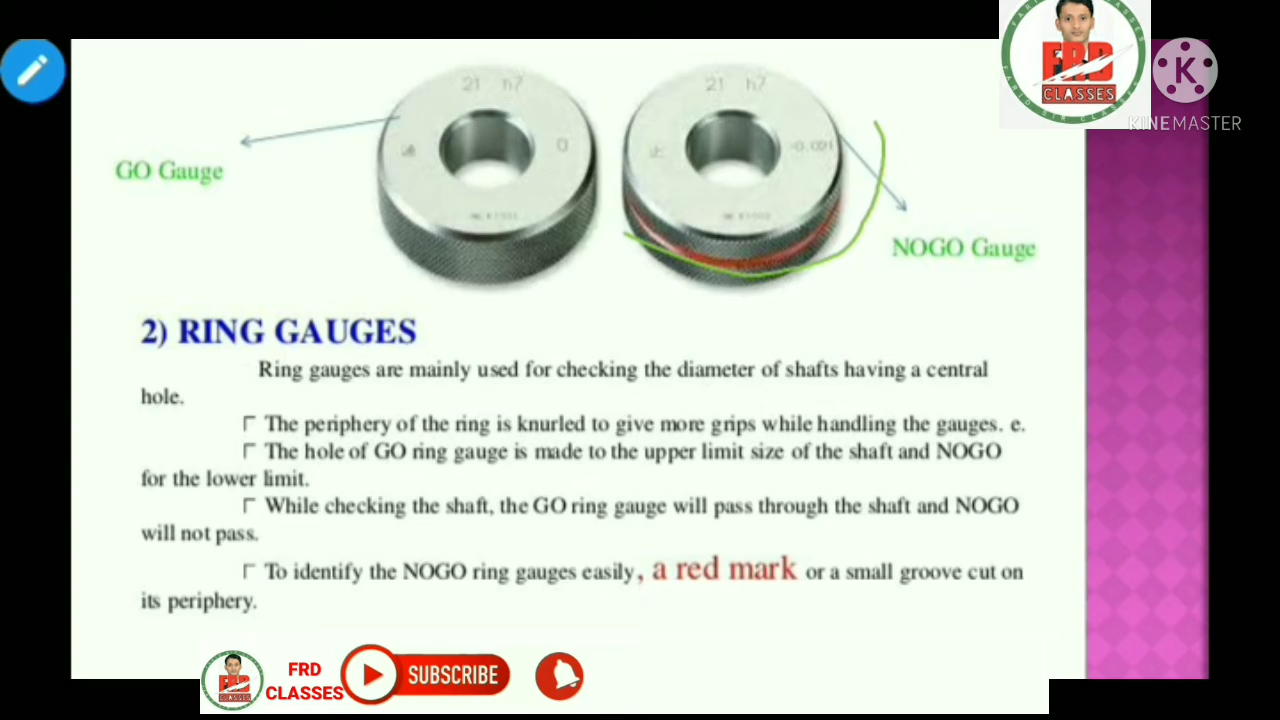 FRD
CLASSES
KINEMASTER
21 h7
21 h7
0
-0.001
GO Gauge
NOGO Gauge
2) RING GAUGES
Ring gauges are mainly used for checking the diameter of shafts having a central
hole.
The periphery of the ring is knurled to give more grips while handling the gauges. e.
The hole of GO ring gauge is made to the upper limit size of the shaft and NOGO
for the lower limit.
While checking the shaft, the GO ring gauge will pass through the shaft and NOGO
will not pass.
To identify the NOGO ring gauges easily, a red mark or a small groove cut on
its periphery.
FRD
CLASSES
SUBSCRIBE